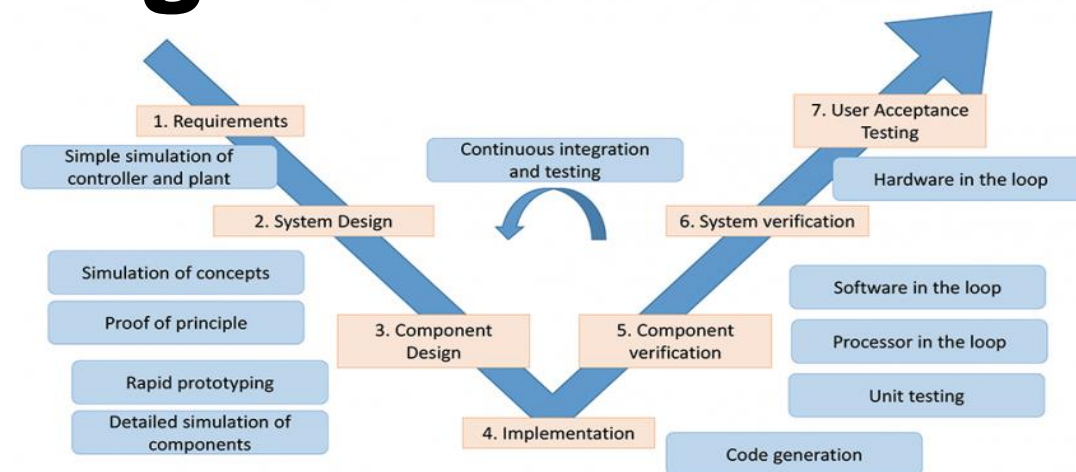 1. Requirements
Simple simulation of
controller and plant
2. System Design
Simulation of concepts
Proof of principle
3. Component
Design
Rapid prototyping
Detailed simulation of
components
4. Implementation
Code generation
Continuous integration
and testing
5. Component
verification
Software in the loop
Processor in the loop
Unit testing
6. System verification
Hardware in the loop
7. User Acceptance
Testing